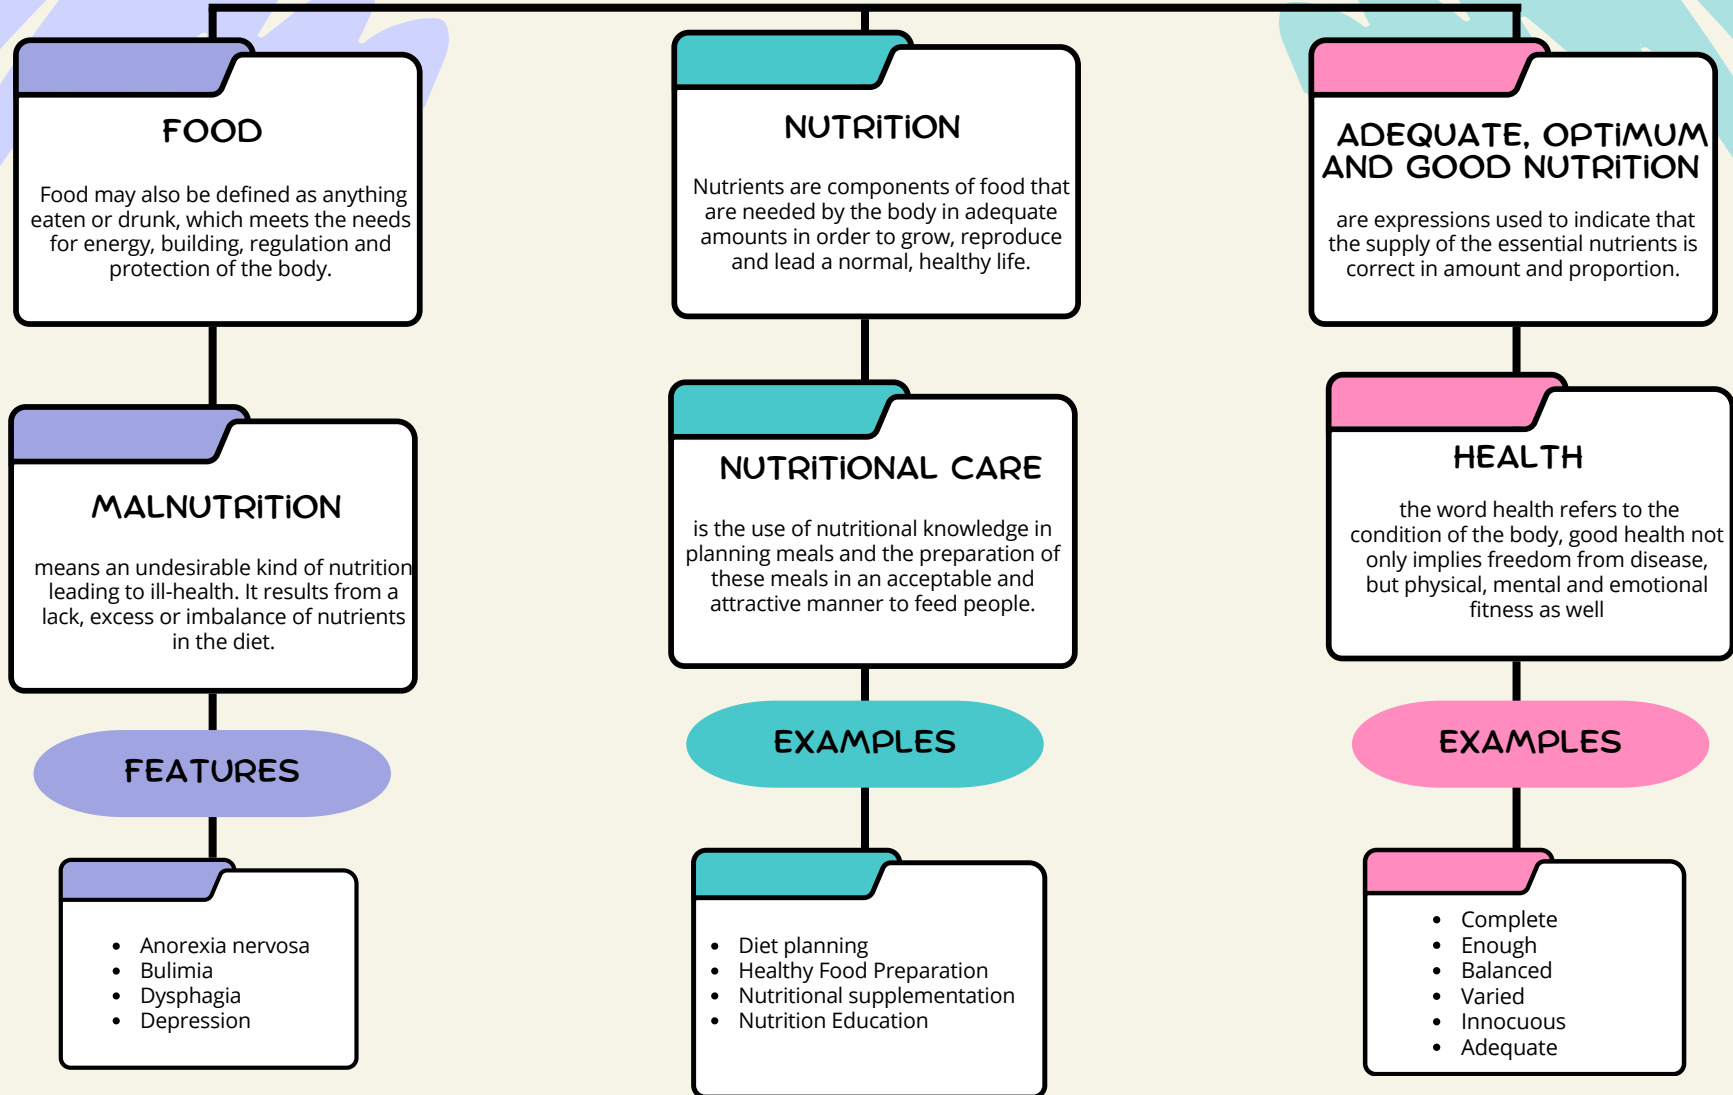 FOOD
Food may also be defined as anything
eaten or drunk, which meets the needs
for energy, building, regulation and
protection of the body.
MALNUTRITION
means an undesirable kind of nutrition
leading to ill-health. It results from a
lack, excess or imbalance of nutrients
in the diet.
FEATURES
• Anorexia nervosa
• Bulimia
• Dysphagia
• Depression
NUTRITION
Nutrients are components of food that
are needed by the body in adequate
amounts in order to grow, reproduce
and lead a normal, healthy life.
NUTRITIONAL CARE
is the use of nutritional knowledge in
planning meals and the preparation of
these meals in an acceptable and
attractive manner to feed people.
EXAMPLES
• Diet planning
• Healthy Food Preparation
• Nutritional supplementation
• Nutrition Education
ADEQUATE, OPTIMUM
AND GOOD NUTRITION
are expressions used to indicate that
the supply of the essential nutrients is
correct in amount and proportion.
HEALTH
the word health refers to the
condition of the body, good health not
only implies freedom from disease,
but physical, mental and emotional
fitness as well
EXAMPLES
• Complete
• Enough
• Balanced
• Varied
• Innocuous
• Adequate